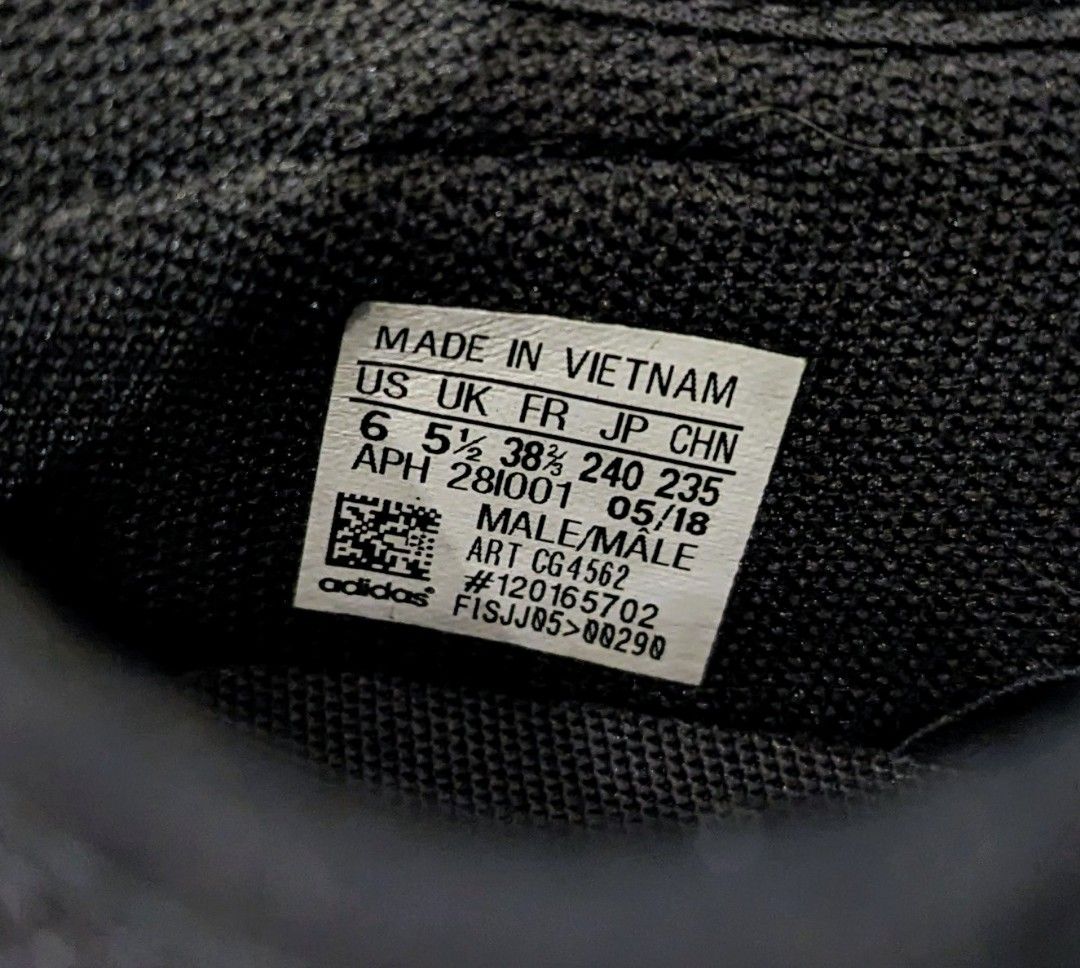 MADE IN VIETNAM
US UK FR JP CHN
6 5½ 38⅔ 240 235
APH 281001 05/18
MALE/MÂLE
ART CG4562
#120165702
F1SJJ05>00290
adidas®